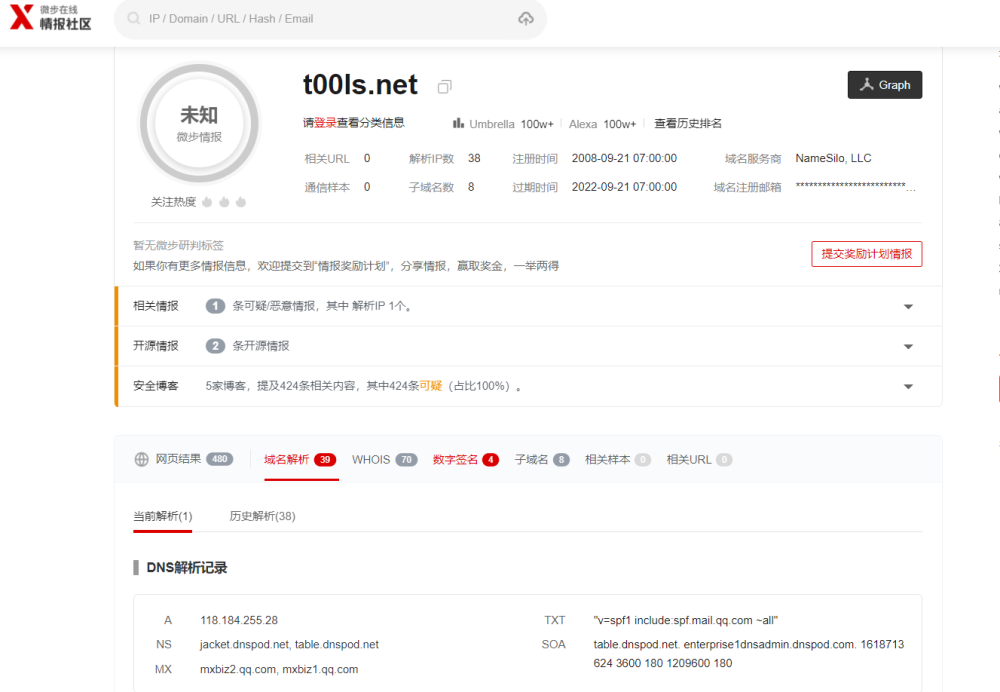 微步在线
情报社区
IP / Domain / URL / Hash / Email
未知
微步情报
关注热度
t00ls.net
Graph
请登录查看分类信息 Umbrella 100w+ Alexa 100w+ 查看历史排名
相关URL 0 解析IP数 38 注册时间 2008-09-21 07:00:00 域名服务商 NameSilo, LLC
通信样本 0 子域名数 8 过期时间 2022-09-21 07:00:00 域名注册邮箱 *************************...
暂无微步研判标签
如果你有更多情报信息，欢迎提交到"情报奖励计划"，分享情报，赢取奖金，一举两得
提交奖励计划情报
相关情报 1 条可疑/恶意情报，其中 解析IP 1个。
开源情报 2 条开源情报
安全博客 5家博客，提及424条相关内容，其中424条可疑（占比100%）。
网页结果 480 域名解析 39 WHOIS 70 数字签名 4 子域名 8 相关样本 0 相关URL 0
当前解析(1) 历史解析(38)
DNS解析记录
A 118.184.255.28
NS jacket.dnspod.net, table.dnspod.net
MX mxbiz2.qq.com, mxbiz1.qq.com
TXT "v=spf1 include:spf.mail.qq.com ~all"
SOA table.dnspod.net. enterprise1dnsadmin.dnspod.com. 1618713
624 3600 180 1209600 180